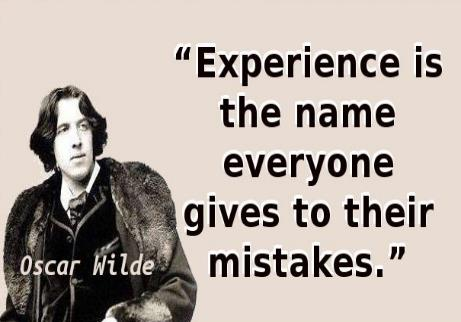 “Experience is
the name
everyone
gives to their
mistakes.”
Oscar Wilde